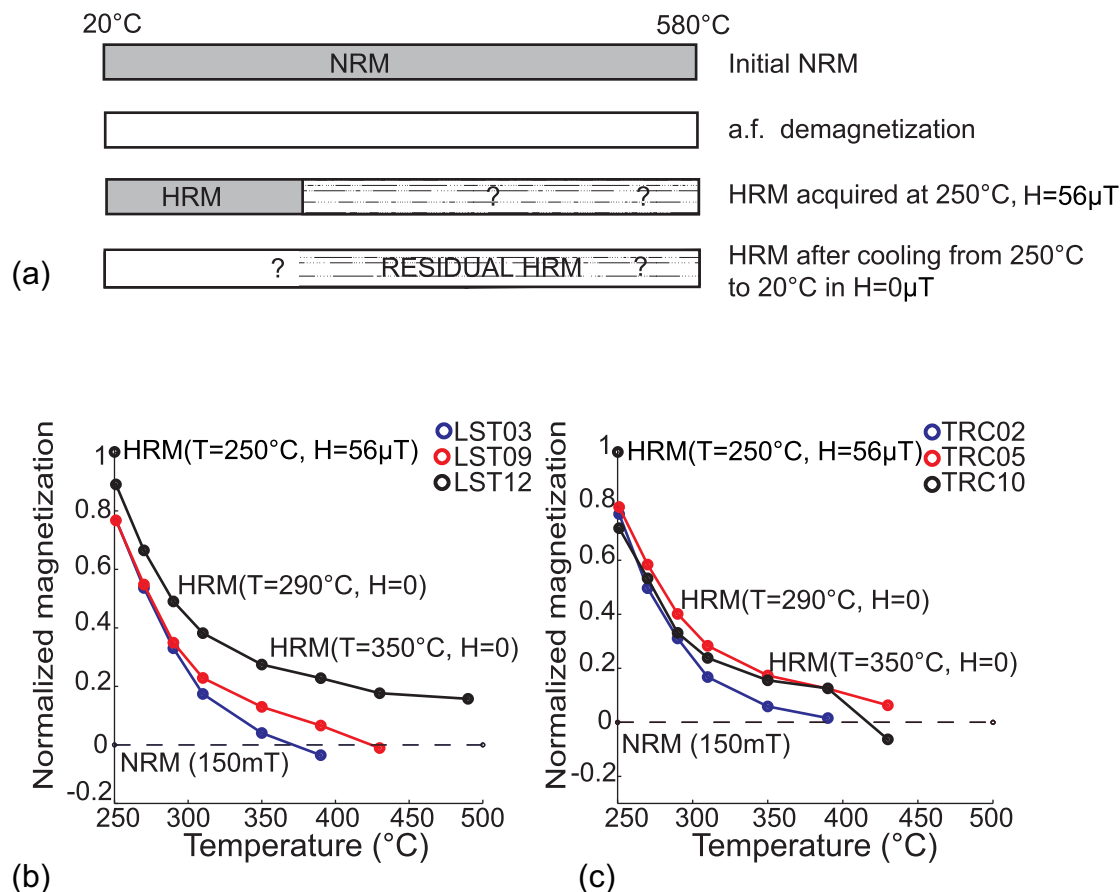 20°C
580°C
NRM
Initial NRM
a.f. demagnetization
HRM
?
?
HRM acquired at 250°C, H=56µT
?
RESIDUAL HRM
?
HRM after cooling from 250°C
to 20°C in H=0µT
(a)
Normalized magnetization
1
0.8
0.6
0.4
0.2
0
-0.2
HRM(T=250°C, H=56µT)
LST03
LST09
LST12
HRM(T=290°C, H=0)
HRM(T=350°C, H=0)
NRM (150mT)
250
300
350
400
450
500
Temperature (°C)
(b)
Normalized magnetization
1
0.8
0.6
0.4
0.2
0
-0.2
HRM(T=250°C, H=56µT)
TRC02
TRC05
TRC10
HRM(T=290°C, H=0)
HRM(T=350°C, H=0)
NRM (150mT)
250
300
350
400
450
500
Temperature (°C)
(c)